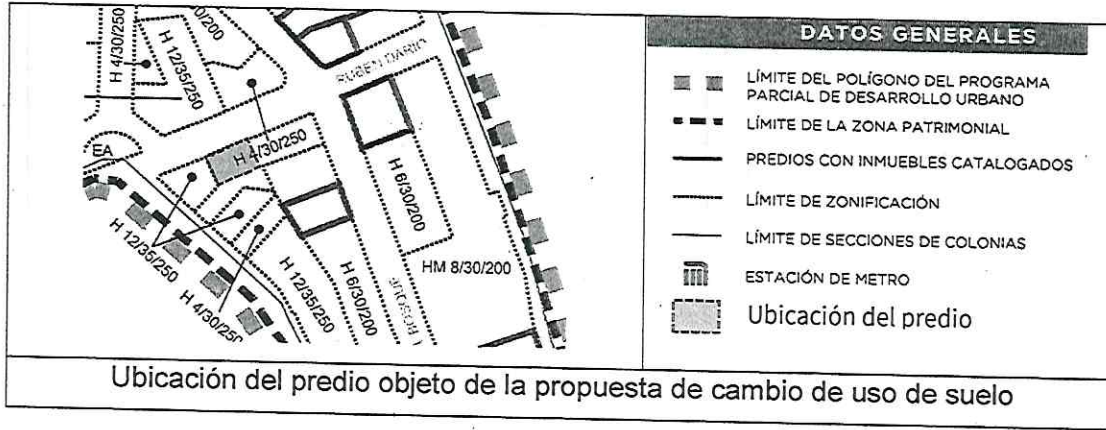 H 4/30/250
H 12/35/250
0/200
RUBEN DARIO
H 4/30/250
EA
H 6/30/200
H 12/35/250
H 4/30/250
H 12/35/250
H 6/30/200
HM 8/30/200
DATOS GENERALES
LÍMITE DEL POLÍGONO DEL PROGRAMA
PARCIAL DE DESARROLLO URBANO
LÍMITE DE LA ZONA PATRIMONIAL
PREDIOS CON INMUEBLES CATALOGADOS
LÍMITE DE ZONIFICACIÓN
LÍMITE DE SECCIONES DE COLONIAS
ESTACIÓN DE METRO
Ubicación del predio
Ubicación del predio objeto de la propuesta de cambio de uso de suelo